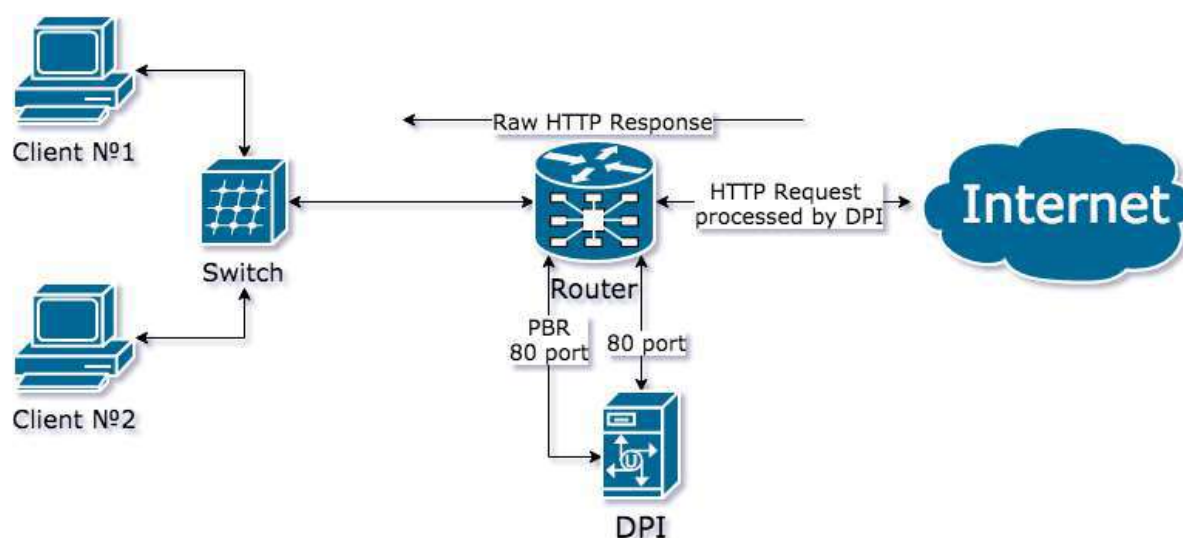 Client №1
Raw HTTP Response
HTTP Request
processed by DPI
Internet
Switch
Router
PBR
80 port
80 port
Client №2
U
DPI